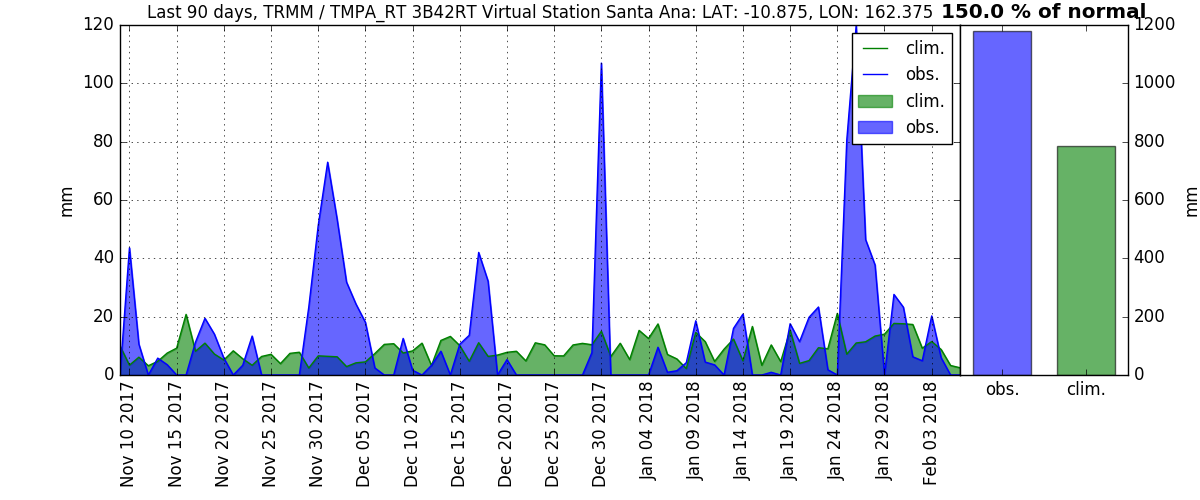 Last 90 days, TRMM / TMPA_RT 3B42RT Virtual Station Santa Ana: LAT: -10.875, LON: 162.375 150.0 % of normal
120
100
80
60
40
20
0
mm
clim.
obs.
clim.
obs.
1200
1000
800
600
400
200
0
mm
Nov 10 2017
Nov 15 2017
Nov 20 2017
Nov 25 2017
Nov 30 2017
Dec 05 2017
Dec 10 2017
Dec 15 2017
Dec 20 2017
Dec 25 2017
Dec 30 2017
Jan 04 2018
Jan 09 2018
Jan 14 2018
Jan 19 2018
Jan 24 2018
Jan 29 2018
Feb 03 2018
obs.
clim.